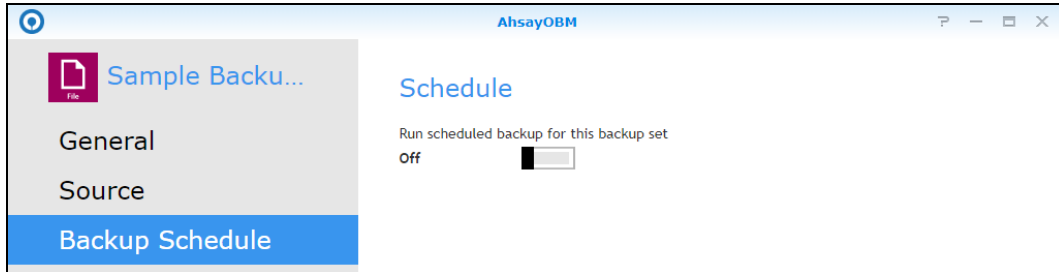 AhsayOBM
Sample Backu...
File
General
Source
Backup Schedule
Schedule
Run scheduled backup for this backup set
Off